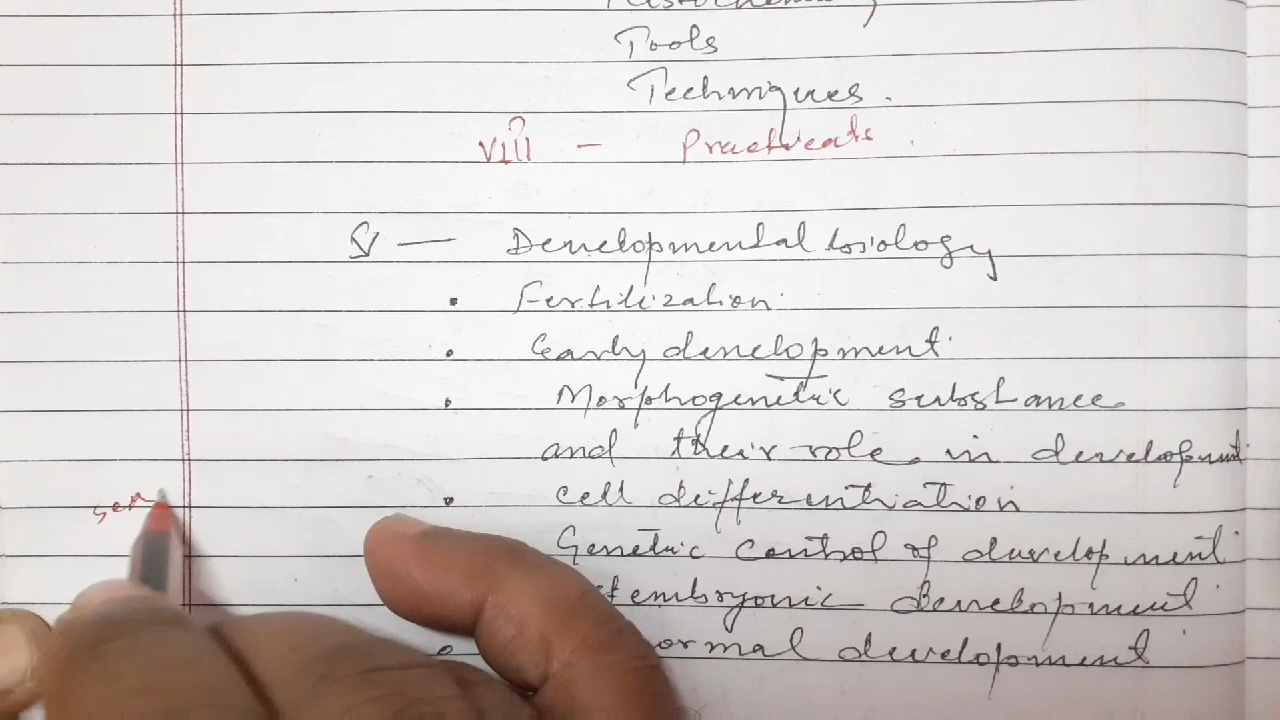 Tools
Techniques.
VIII - Practicals.
V — Developmental biology
• Fertilization
• Early development
• Morphogenetic substance
and their role in development
• cell differentiation
Genetic control of development
embryonic Development
ormal development